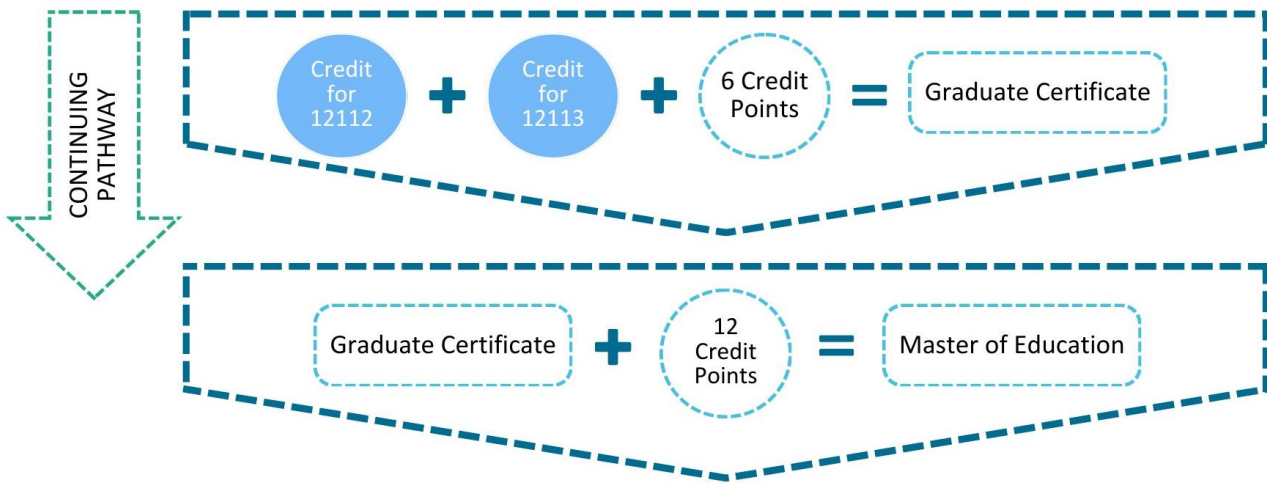 CONTINUING
PATHWAY
Credit
for
12112
+
Credit
for
12113
+
6 Credit
Points
=
Graduate Certificate
Graduate Certificate
+
12
Credit
Points
=
Master of Education